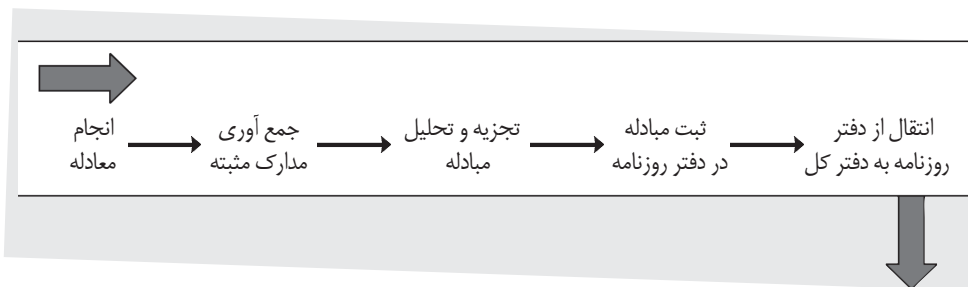 انجام
معادله
جمع آوری
مدارک مثبته
تجزیه و تحلیل
مبادله
ثبت مبادله
در دفتر روزنامه
انتقال از دفتر
روزنامه به دفتر کل